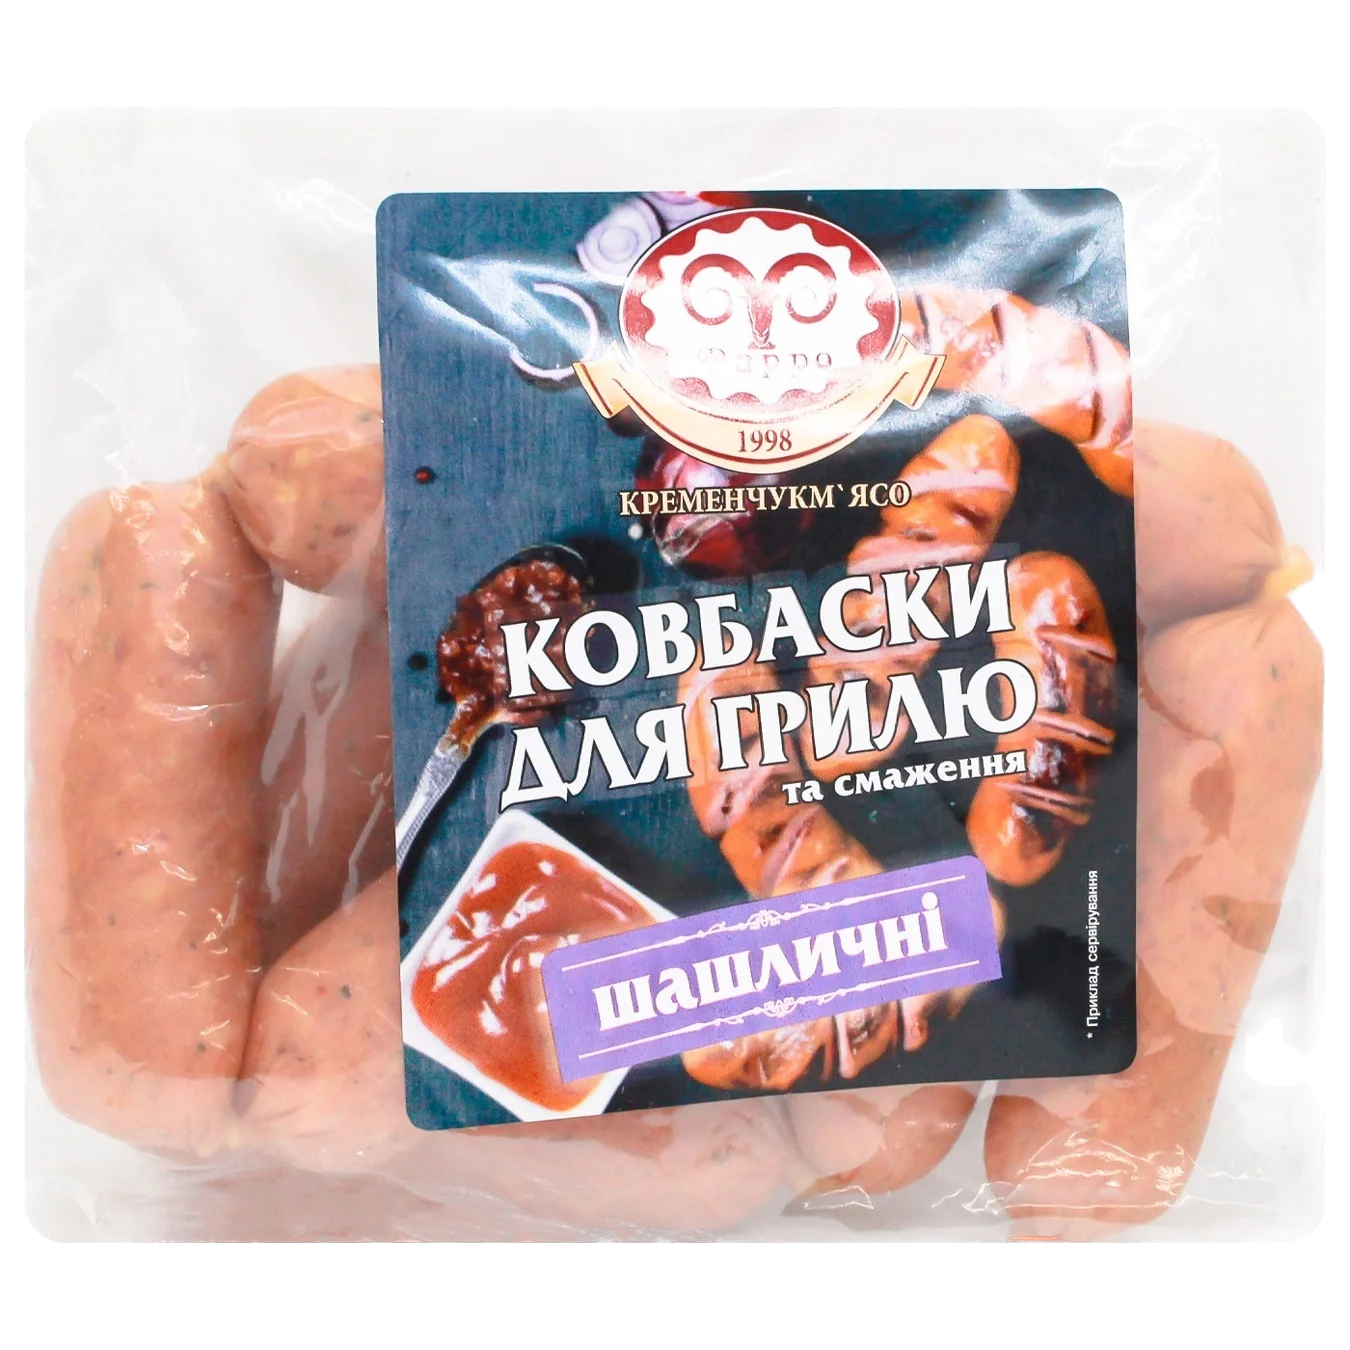 Фарро
1998
КРЕМЕНЧУКМ`ЯСО
КОВБАСКИ
ДЛЯ ГРИЛЮ
та смаження
шашличні
* Приклад сервірування